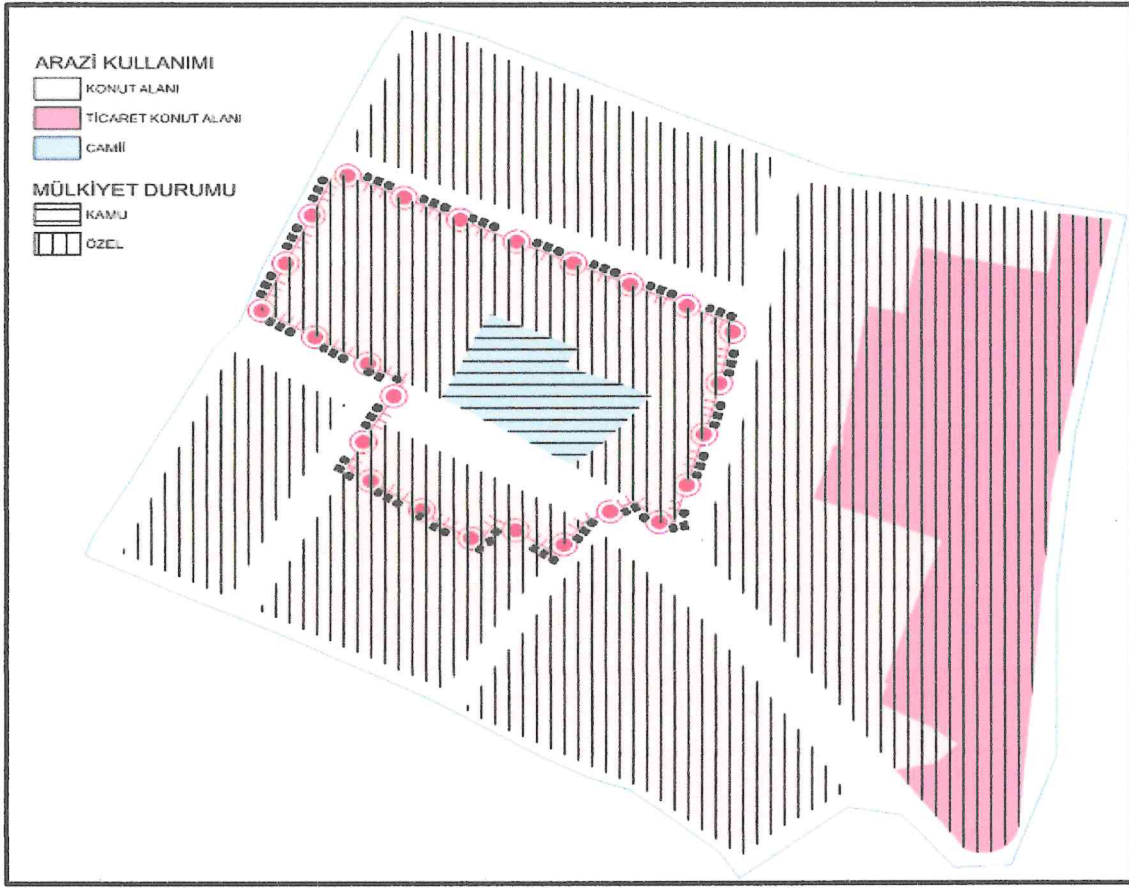 ARAZİ KULLANIMI
KONUT ALANI
TİCARET KONUT ALANI
CAMİİ
MÜLKİYET DURUMU
KAMU
ÖZEL